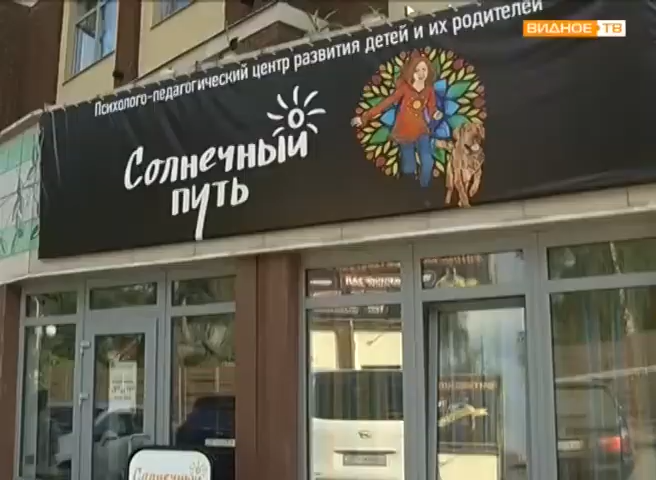 ВИДНОЕ ТВ
Психолого-педагогический центр развития детей и их родителей
Солнечный
путь
Солнечный